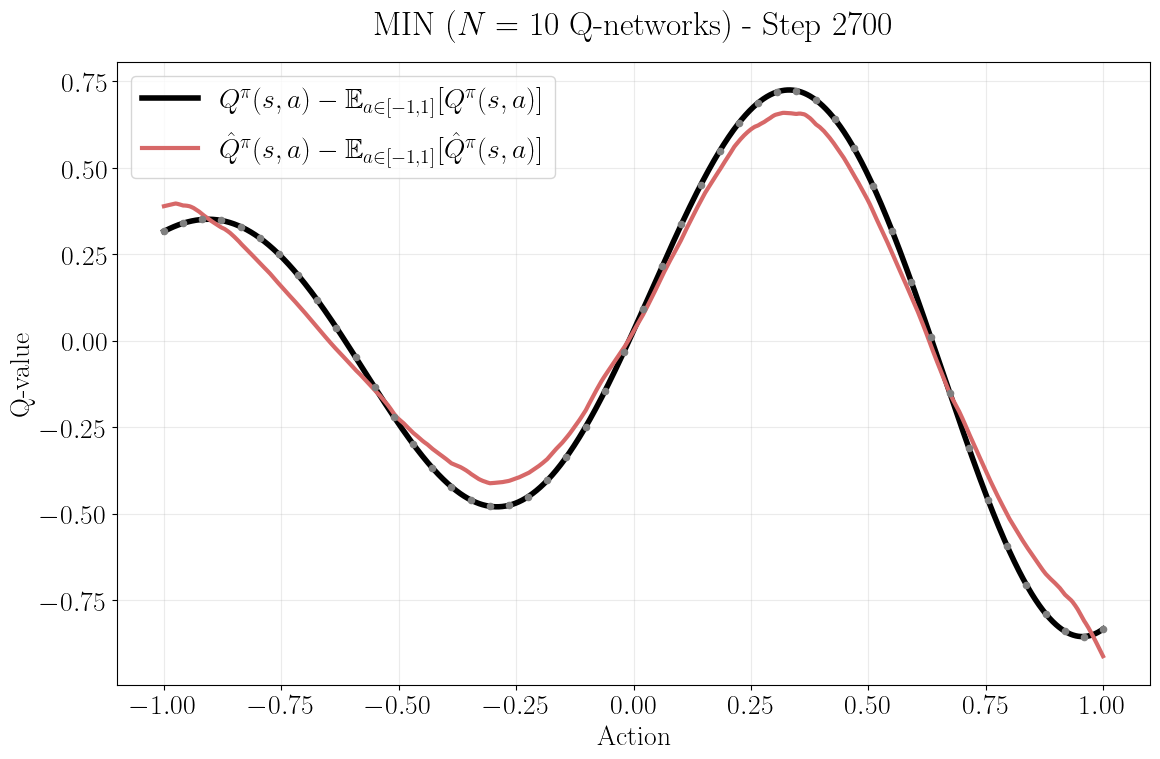 MIN (N = 10 Q-networks) - Step 2700
Q^π(s, a) − 𝔼_{a∈[−1,1]}[Q^π(s, a)]
Q̂^π(s, a) − 𝔼_{a∈[−1,1]}[Q̂^π(s, a)]
0.75
0.50
0.25
0.00
−0.25
−0.50
−0.75
Q-value
−1.00 −0.75 −0.50 −0.25 0.00 0.25 0.50 0.75 1.00
Action